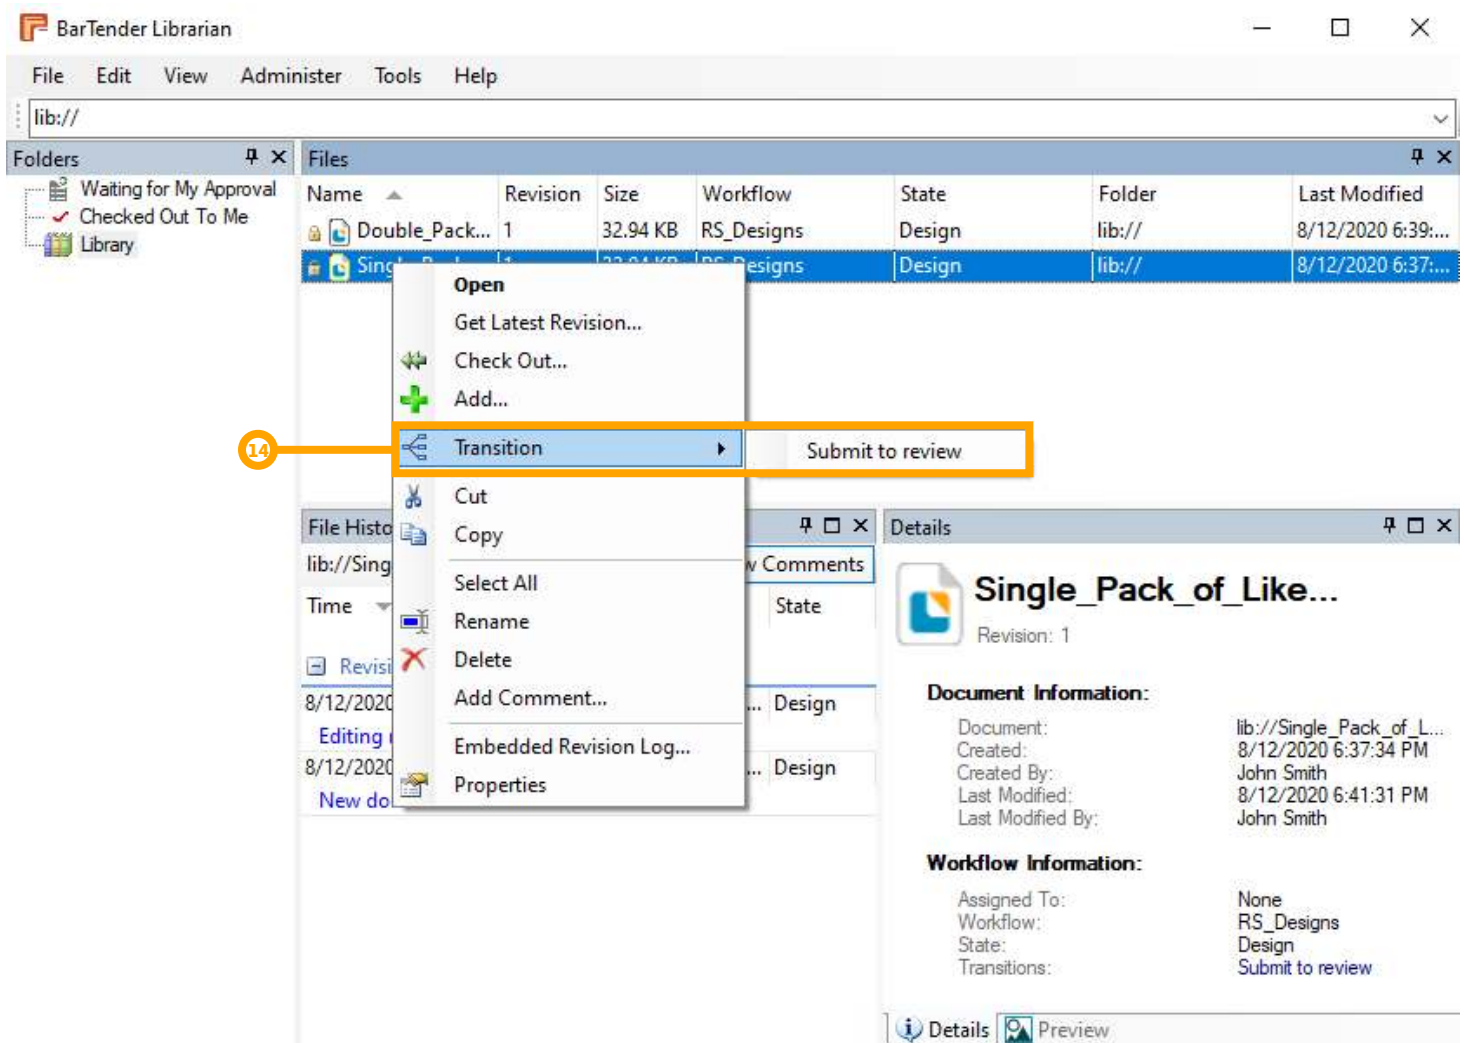 BarTender Librarian
File Edit View Administer Tools Help
lib://
Folders
Waiting for My Approval
Checked Out To Me
Library
Files
Name Revision Size Workflow State Folder Last Modified
Double_Pack... 1 32.94 KB RS_Designs Design lib:// 8/12/2020 6:39:...
Design lib:// 8/12/2020 6:37:...
Open
Get Latest Revision...
Check Out...
Add...
14 Transition Submit to review
Cut
Copy
Select All
Rename
Delete
Add Comment...
Embedded Revision Log...
Properties
File Histo
lib://Sing Comments
Time State
Revisi
8/12/2020 ... Design
Editing
8/12/2020 ... Design
New do
Details
Single_Pack_of_Like...
Revision: 1
Document Information:
Document: lib://Single_Pack_of_L...
Created: 8/12/2020 6:37:34 PM
Created By: John Smith
Last Modified: 8/12/2020 6:41:31 PM
Last Modified By: John Smith
Workflow Information:
Assigned To: None
Workflow: RS_Designs
State: Design
Transitions: Submit to review
Details Preview